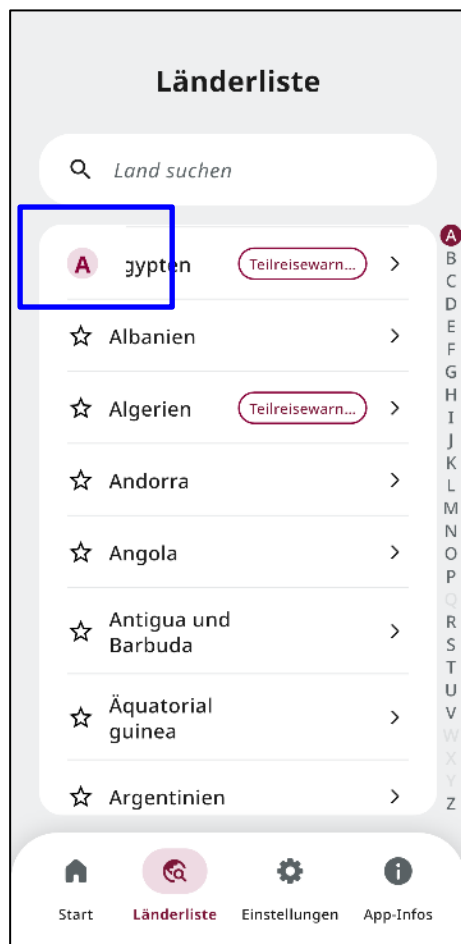 Länderliste
Land suchen
A
gypten Teilreisewarn...
Albanien
Algerien Teilreisewarn...
Andorra
Angola
Antigua und
Barbuda
Äquatorial
guinea
Argentinien
A
B
C
D
E
F
G
H
I
J
K
L
M
N
O
P
Q
R
S
T
U
V
W
X
Y
Z
Start Länderliste Einstellungen App-Infos